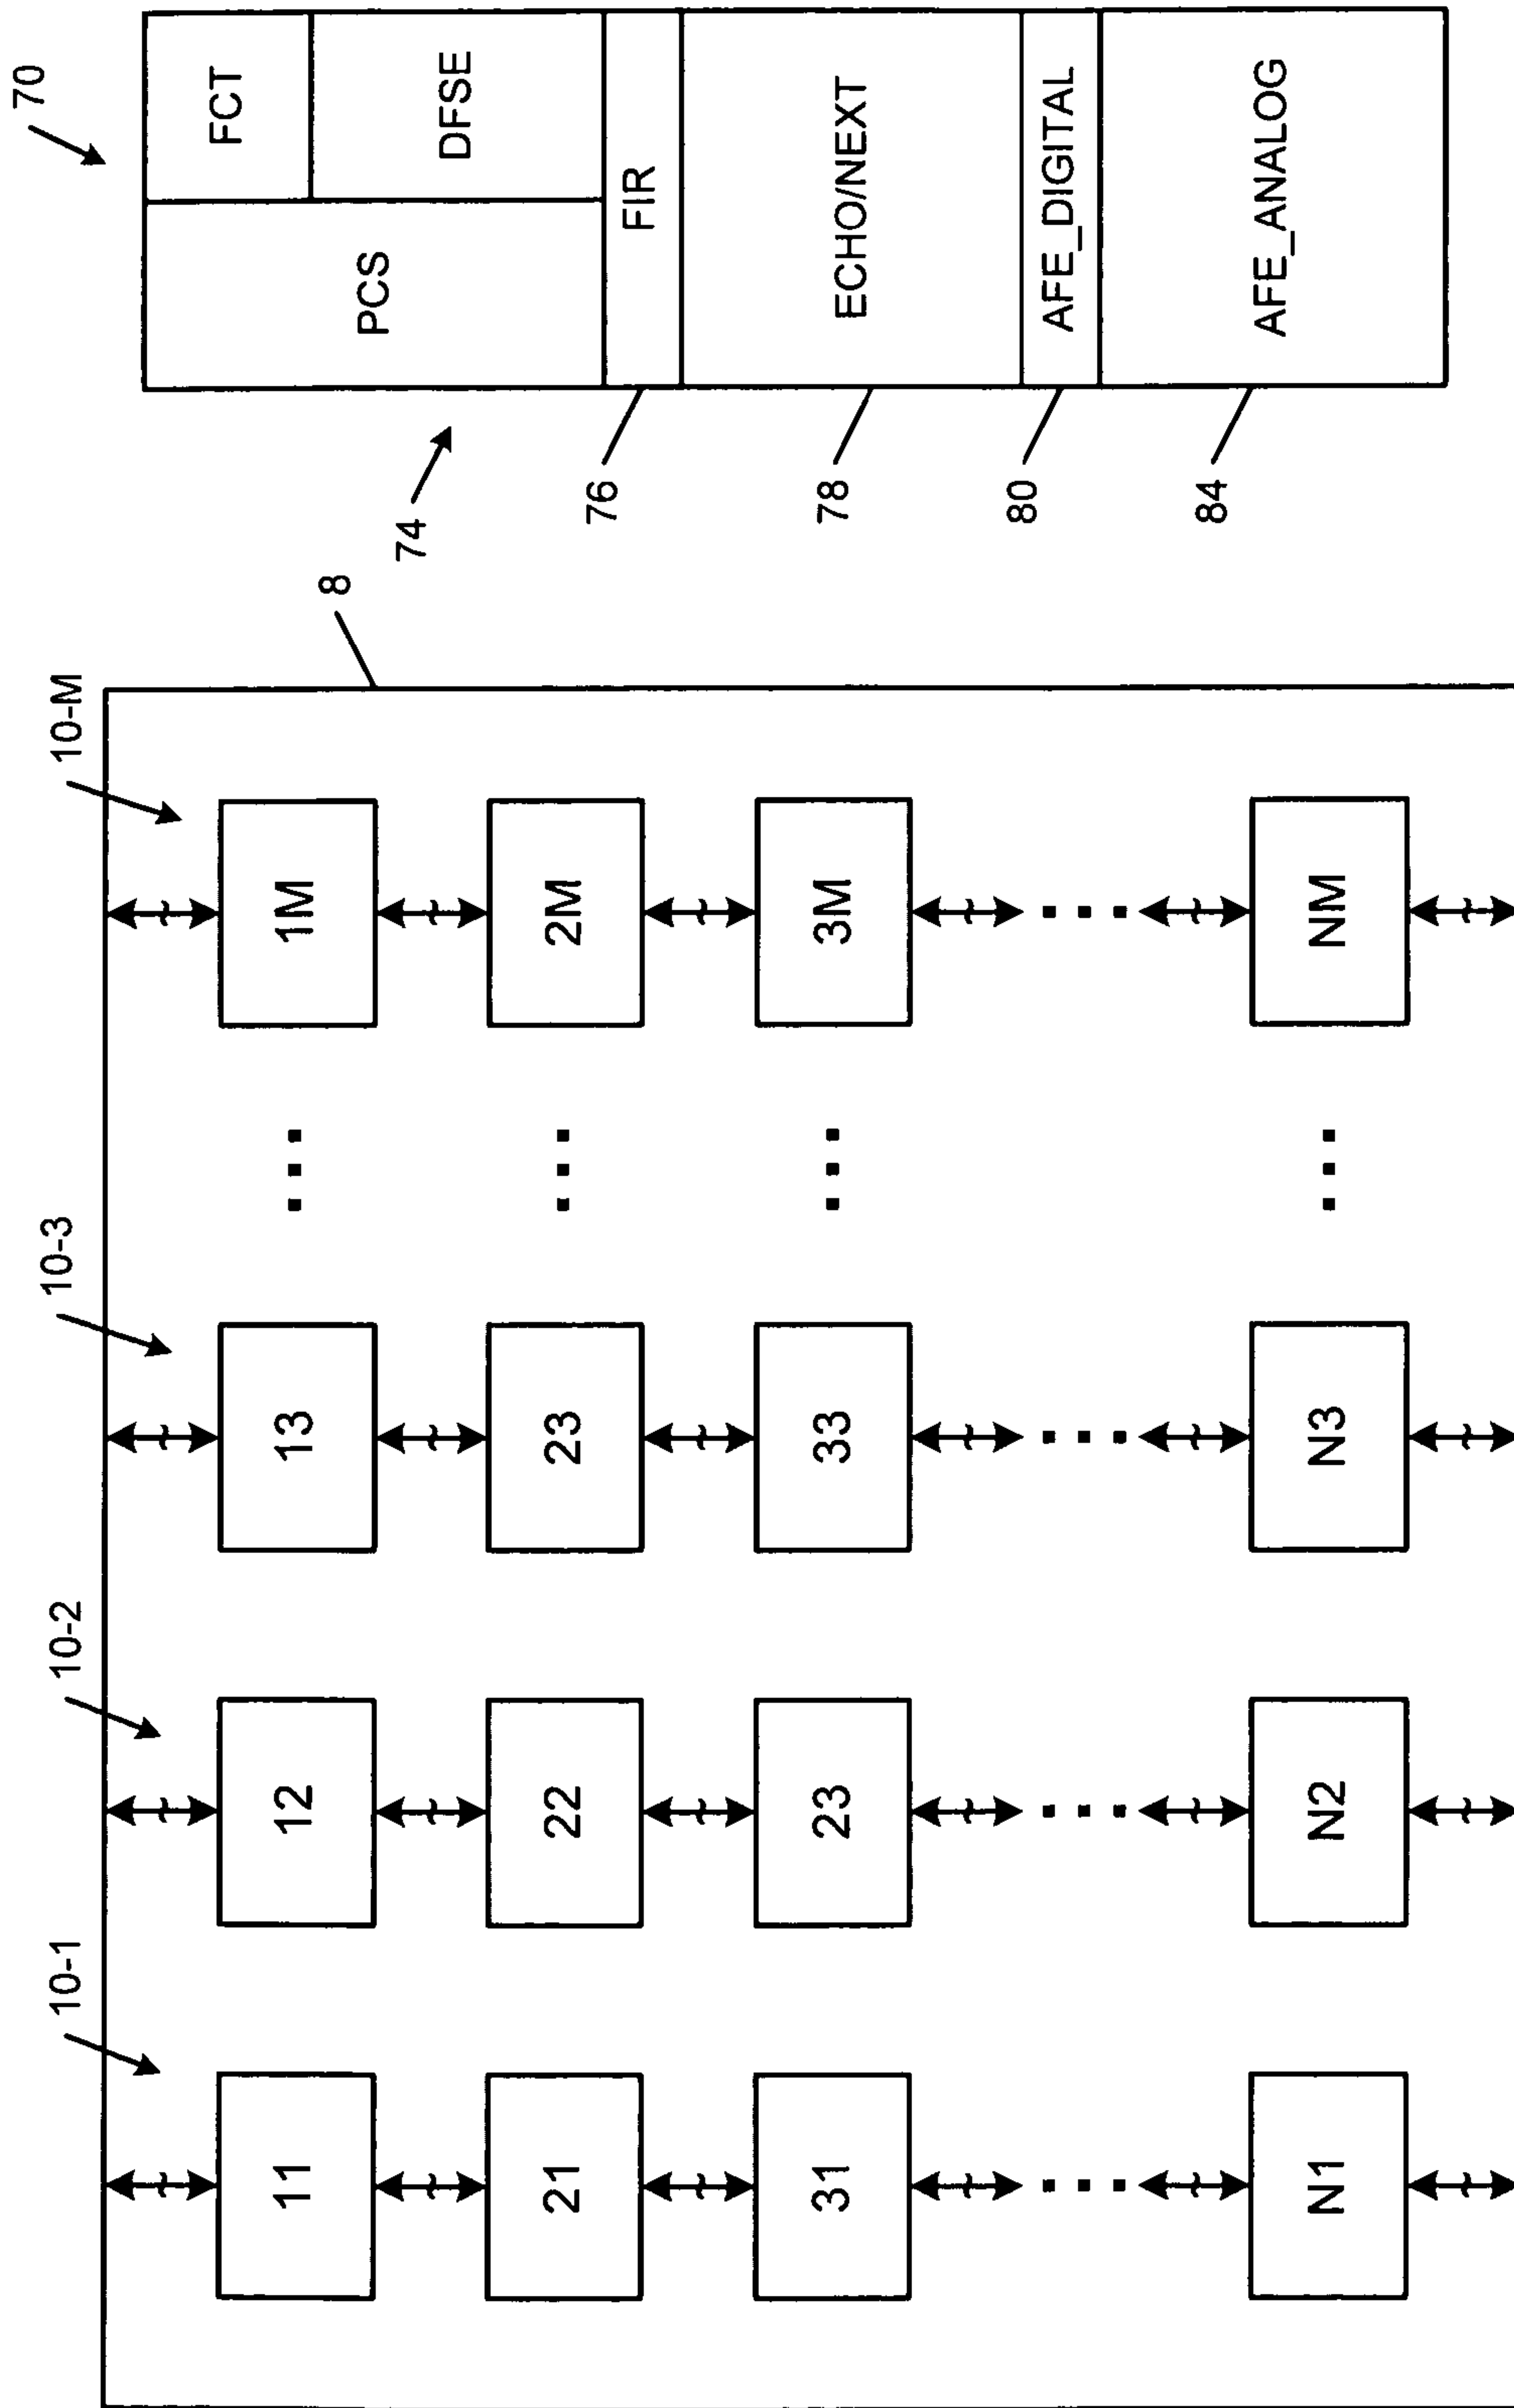 10-1
10-2
10-3
10-M
8
11
12
13
1M
21
22
23
2M
31
23
33
3M
N1
N2
N3
NM
70
74
PCS
FCT
DFSE
76
FIR
78
ECHO/NEXT
80
AFE_DIGITAL
84
AFE_ANALOG